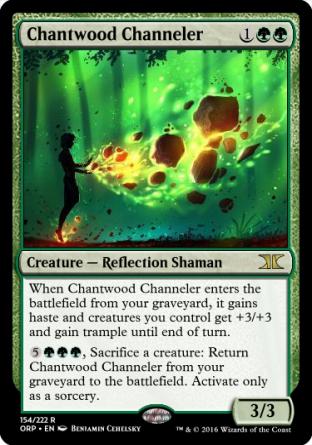 Chantwood Channeler 1
Creature — Reflection Shaman
When Chantwood Channeler enters the
battlefield from your graveyard, it gains
haste and creatures you control get +3/+3
and gain trample until end of turn.
5, Sacrifice a creature: Return
Chantwood Channeler from your
graveyard to the battlefield. Activate only
as a sorcery.
154/222 R
ORP • EN Benjamin Cehelsky
™ & © 2016 Wizards of the Coast
3/3